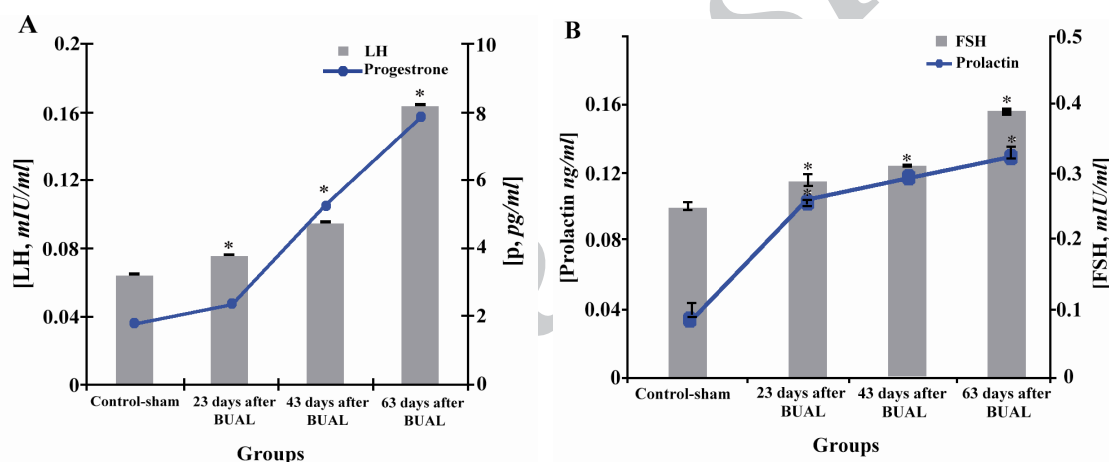 A
LH
Progestrone
[LH, mIU/ml]
0.2
0.16
0.12
0.08
0.04
0
[p, pg/ml]
10
8
6
4
2
0
*
*
*
Control-sham
23 days after
BUAL
43 days after
BUAL
63 days after
BUAL
Groups
B
FSH
Prolactin
[Prolactin ng/ml]
0.2
0.16
0.12
0.08
0.04
0
[FSH, mIU/ml]
0.5
0.4
0.3
0.2
0.1
0
*
*
*
*
*
Control-sham
23 days after
BUAL
43 days after
BUAL
63 days after
BUAL
Groups